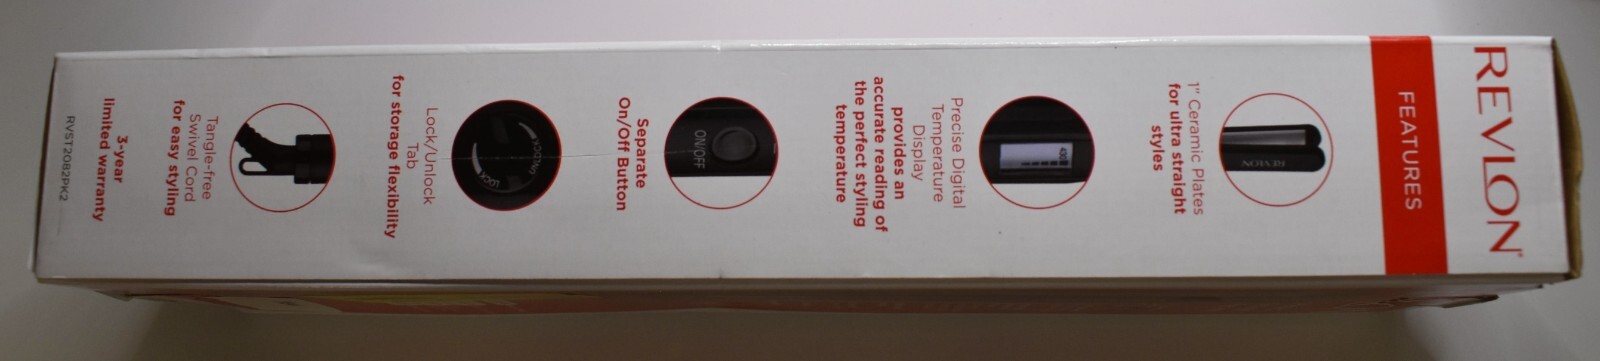 REVLON®
FEATURES
REVLON
1" Ceramic Plates
for ultra straight
styles
430
Precise Digital
Temperature
Display
provides an
accurate reading of
the perfect styling
temperature
ON/OFF
Separate
On/Off Button
UNLOCK
LOCK
Lock/Unlock
Tab
for storage flexibility
Tangle-free
Swivel Cord
for easy styling
3-year
limited warranty
RVST2082PK2